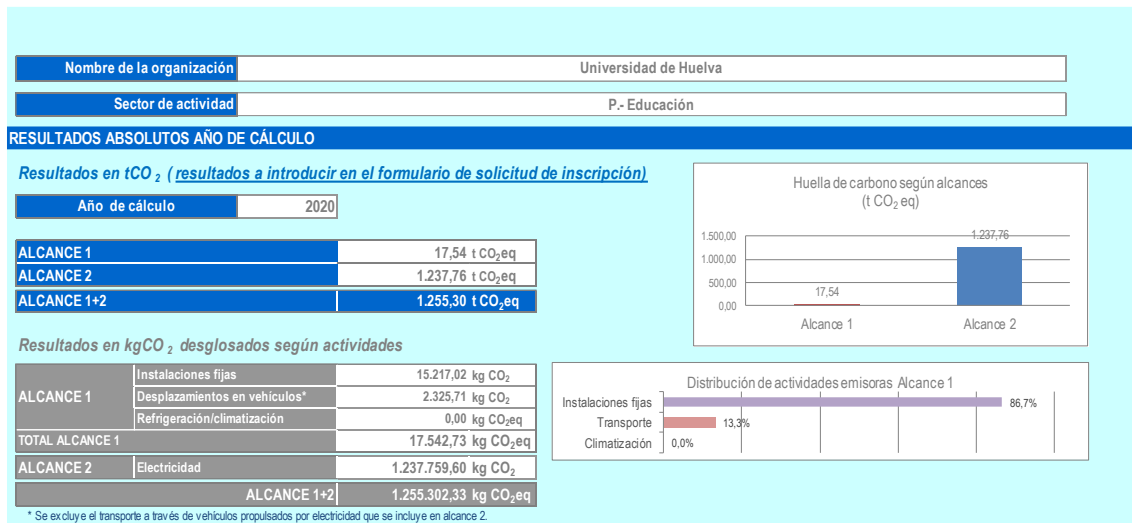 Nombre de la organización Universidad de Huelva
Sector de actividad P.- Educación
RESULTADOS ABSOLUTOS AÑO DE CÁLCULO
Resultados en tCO 2 ( resultados a introducir en el formulario de solicitud de inscripción)
Año de cálculo 2020
ALCANCE 1 17,54 t CO2eq
ALCANCE 2 1.237,76 t CO2eq
ALCANCE 1+2 1.255,30 t CO2eq
Huella de carbono según alcances
(t CO2 eq)
1.500,00
1.000,00
500,00
0,00
17,54
1.237,76
Alcance 1 Alcance 2
Resultados en kgCO 2 desglosados según actividades
ALCANCE 1
Instalaciones fijas 15.217,02 kg CO2
Desplazamientos en vehículos* 2.325,71 kg CO2
Refrigeración/climatización 0,00 kg CO2eq
TOTAL ALCANCE 1 17.542,73 kg CO2eq
ALCANCE 2 Electricidad 1.237.759,60 kg CO2
ALCANCE 1+2 1.255.302,33 kg CO2eq
Distribución de actividades emisoras Alcance 1
Instalaciones fijas 86,7%
Transporte 13,3%
Climatización 0,0%
* Se excluye el transporte a través de vehículos propulsados por electricidad que se incluye en alcance 2.